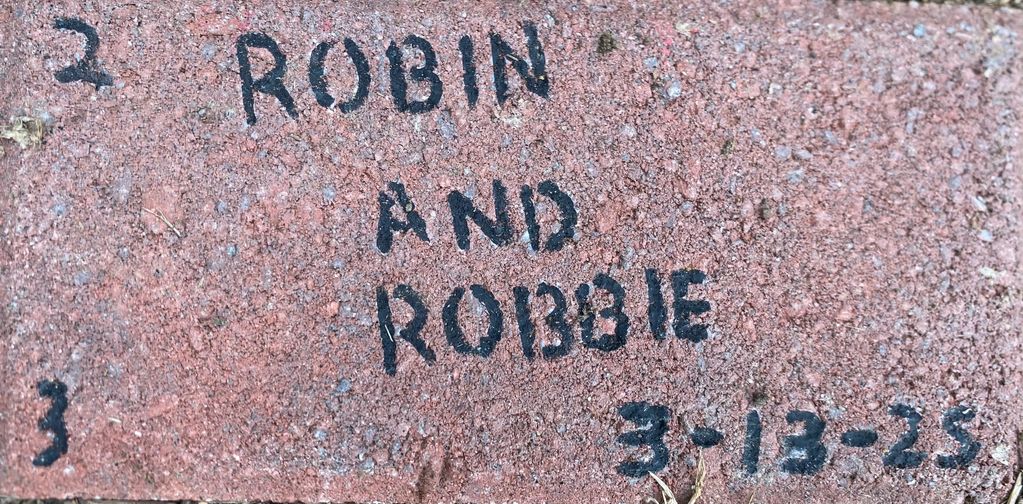 2 ROBIN
AND
ROBBIE
3 3-13-25